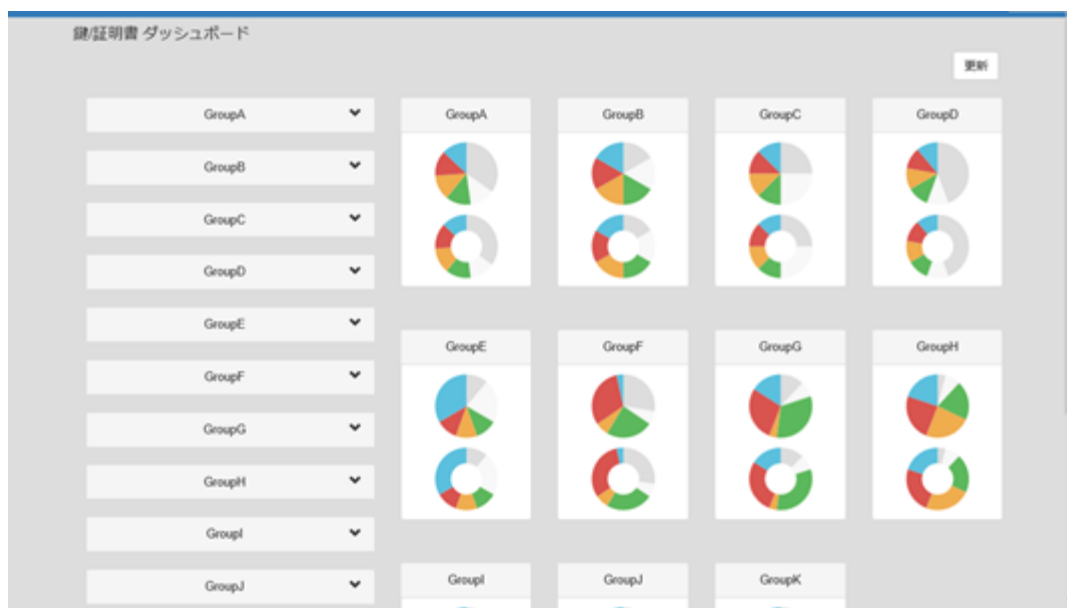 鍵/証明書 ダッシュボード
更新
GroupA
GroupB
GroupC
GroupD
GroupE
GroupF
GroupG
GroupH
GroupI
GroupJ
GroupA
GroupB
GroupC
GroupD
GroupE
GroupF
GroupG
GroupH
GroupI
GroupJ
GroupK